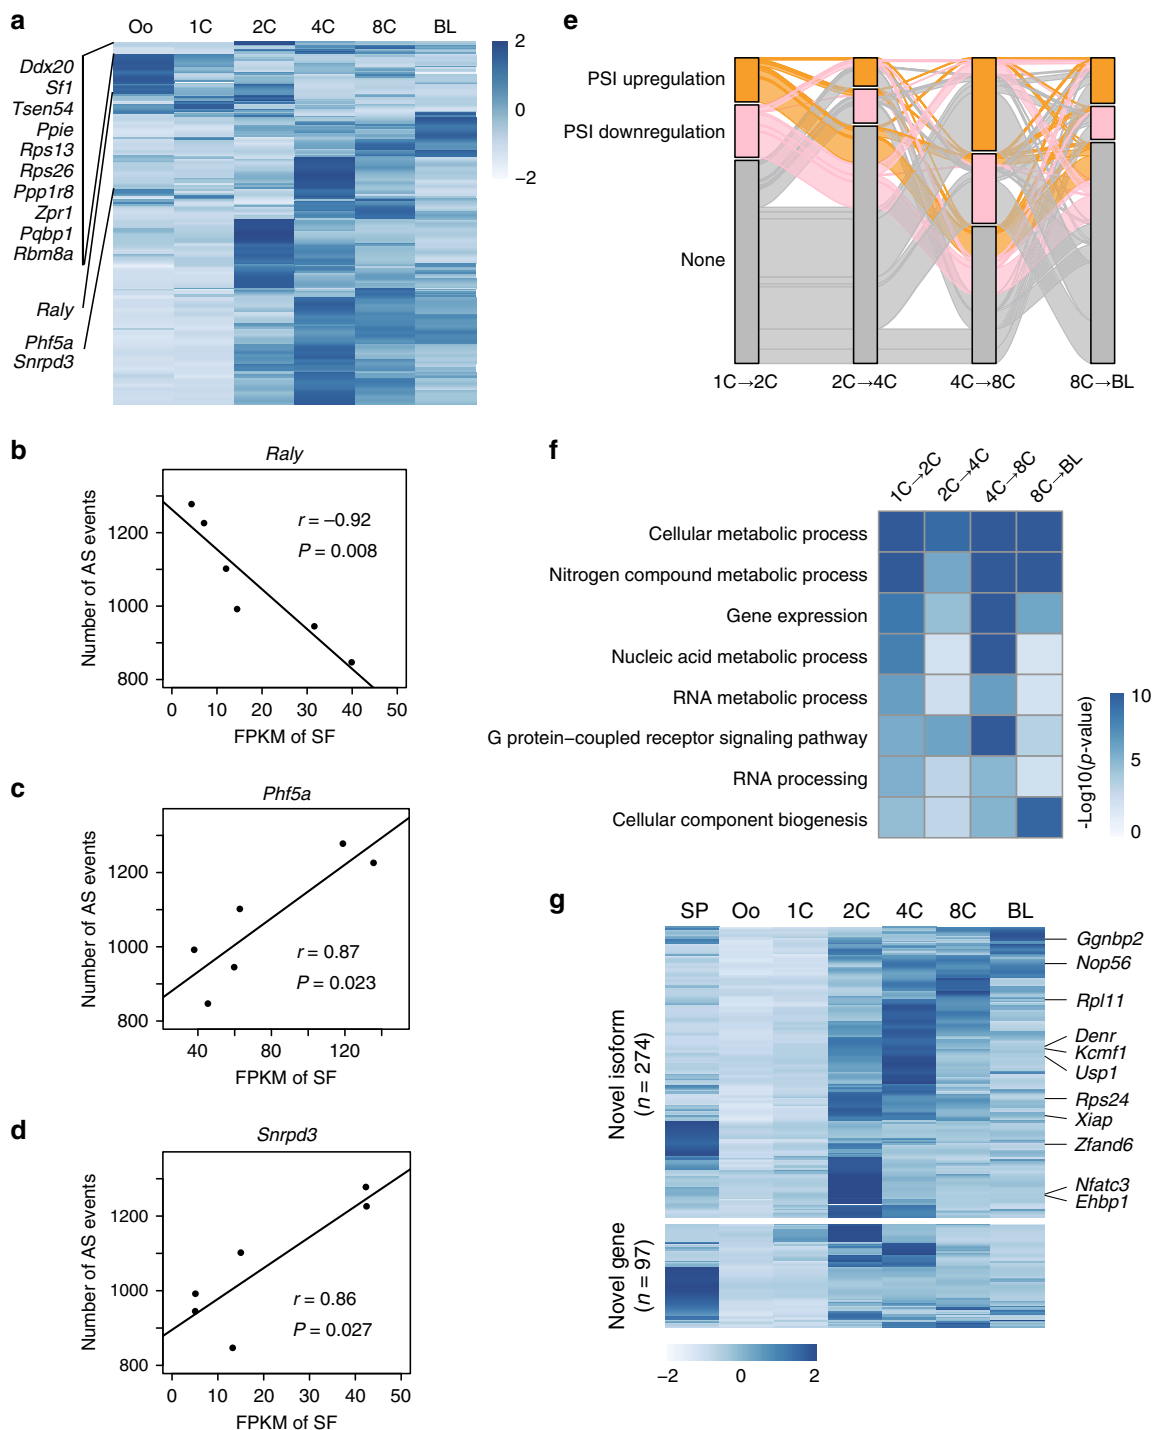 a
Oo 1C 2C 4C 8C BL
Ddx20
Sf1
Tsen54
Ppie
Rps13
Rps26
Ppp1r8
Zpr1
Pqbp1
Rbm8a
Raly
Phf5a
Snrpd3
2
0
−2
b
Raly
Number of AS events
1200
1000
800
r = −0.92
P = 0.008
0 10 20 30 40 50
FPKM of SF
c
Phf5a
Number of AS events
1200
1000
800
r = 0.87
P = 0.023
40 80 120
FPKM of SF
d
Snrpd3
Number of AS events
1200
1000
800
r = 0.86
P = 0.027
0 10 20 30 40 50
FPKM of SF
e
PSI upregulation
PSI downregulation
None
1C→2C 2C→4C 4C→8C 8C→BL
f
1C→2C 2C→4C 4C→8C 8C→BL
Cellular metabolic process
Nitrogen compound metabolic process
Gene expression
Nucleic acid metabolic process
RNA metabolic process
G protein−coupled receptor signaling pathway
RNA processing
Cellular component biogenesis
-Log10(p-value)
10
5
0
g
SP Oo 1C 2C 4C 8C BL
Novel isoform
(n = 274)
Novel gene
(n = 97)
Ggnbp2
Nop56
Rpl11
Denr
Kcmf1
Usp1
Rps24
Xiap
Zfand6
Nfatc3
Ehbp1
−2 0 2